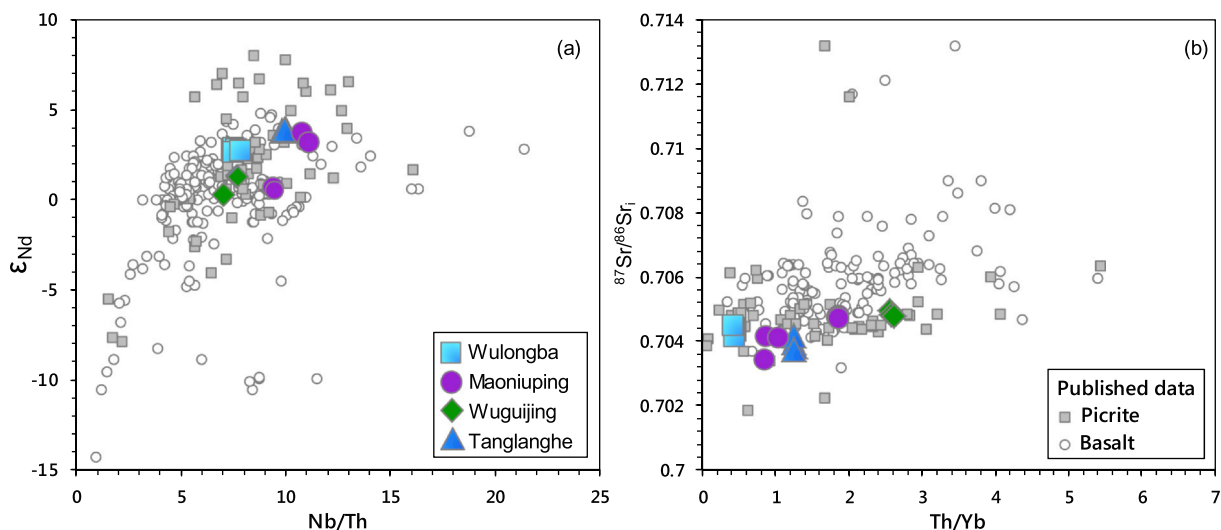 (a)
10
5
0
-5
-10
-15
εNd
0 5 10 15 20 25
Nb/Th
Wulongba
Maoniuping
Wuguijing
Tanglanghe
(b)
0.714
0.712
0.71
0.708
0.706
0.704
0.702
0.7
87Sr/86Sri
0 1 2 3 4 5 6 7
Th/Yb
Published data
Picrite
Basalt